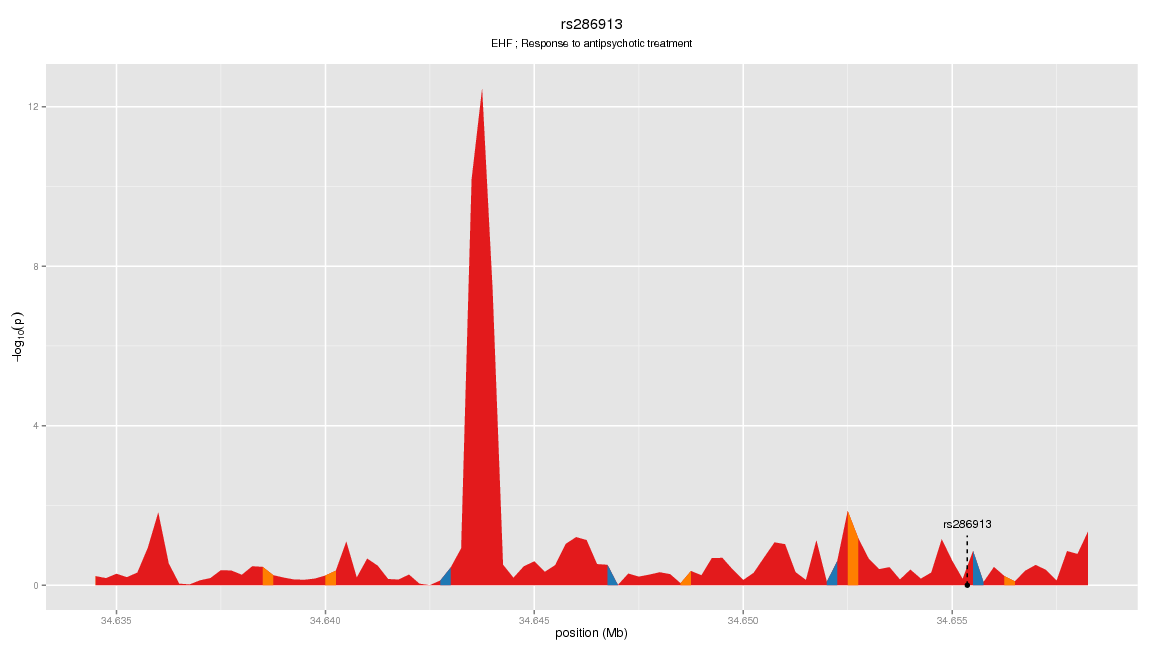 rs286913
EHF ; Response to antipsychotic treatment
12
8
4
0
−log10(p)
rs286913
34.635
34.640
34.645
34.650
34.655
position (Mb)